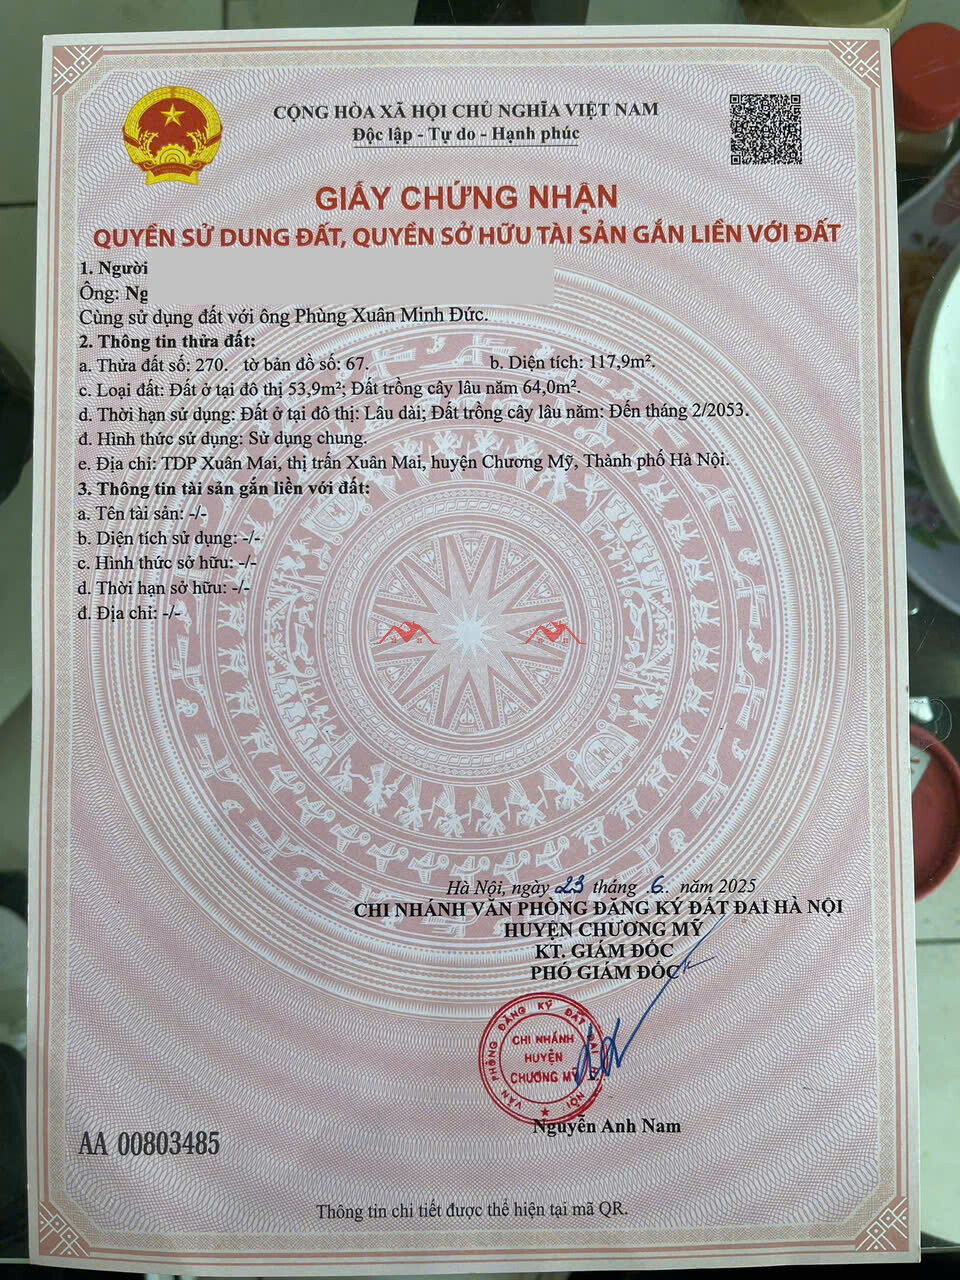 CỘNG HÒA XÃ HỘI CHỦ NGHĨA VIỆT NAM
Độc lập - Tự do - Hạnh phúc
GIẤY CHỨNG NHẬN
QUYỀN SỬ DỤNG ĐẤT, QUYỀN SỞ HỮU TÀI SẢN GẮN LIỀN VỚI ĐẤT
1. Người
Ông: Ng
Cùng sử dụng đất với ông Phùng Xuân Minh Đức.
2. Thông tin thửa đất:
a. Thửa đất số: 270. tờ bản đồ số: 67. b. Diện tích: 117,9m².
c. Loại đất: Đất ở tại đô thị 53,9m²; Đất trồng cây lâu năm 64,0m².
d. Thời hạn sử dụng: Đất ở tại đô thị: Lâu dài; Đất trồng cây lâu năm: Đến tháng 2/2053.
đ. Hình thức sử dụng: Sử dụng chung.
e. Địa chỉ: TDP Xuân Mai, thị trấn Xuân Mai, huyện Chương Mỹ, Thành phố Hà Nội.
3. Thông tin tài sản gắn liền với đất:
a. Tên tài sản: -/-
b. Diện tích sử dụng: -/-
c. Hình thức sở hữu: -/-
d. Thời hạn sở hữu: -/-
đ. Địa chỉ: -/-
Hà Nội, ngày 23 tháng .6. năm 2025
CHI NHÁNH VĂN PHÒNG ĐĂNG KÝ ĐẤT ĐAI HÀ NỘI
HUYỆN CHƯƠNG MỸ
KT. GIÁM ĐỐC
PHÓ GIÁM ĐỐC
VĂN PHÒNG ĐĂNG KÝ ĐẤT ĐAI HÀ NỘI
CHI NHÁNH
HUYỆN
CHƯƠNG MỸ
Nguyễn Anh Nam
AA 00803485
Thông tin chi tiết được thể hiện tại mã QR.